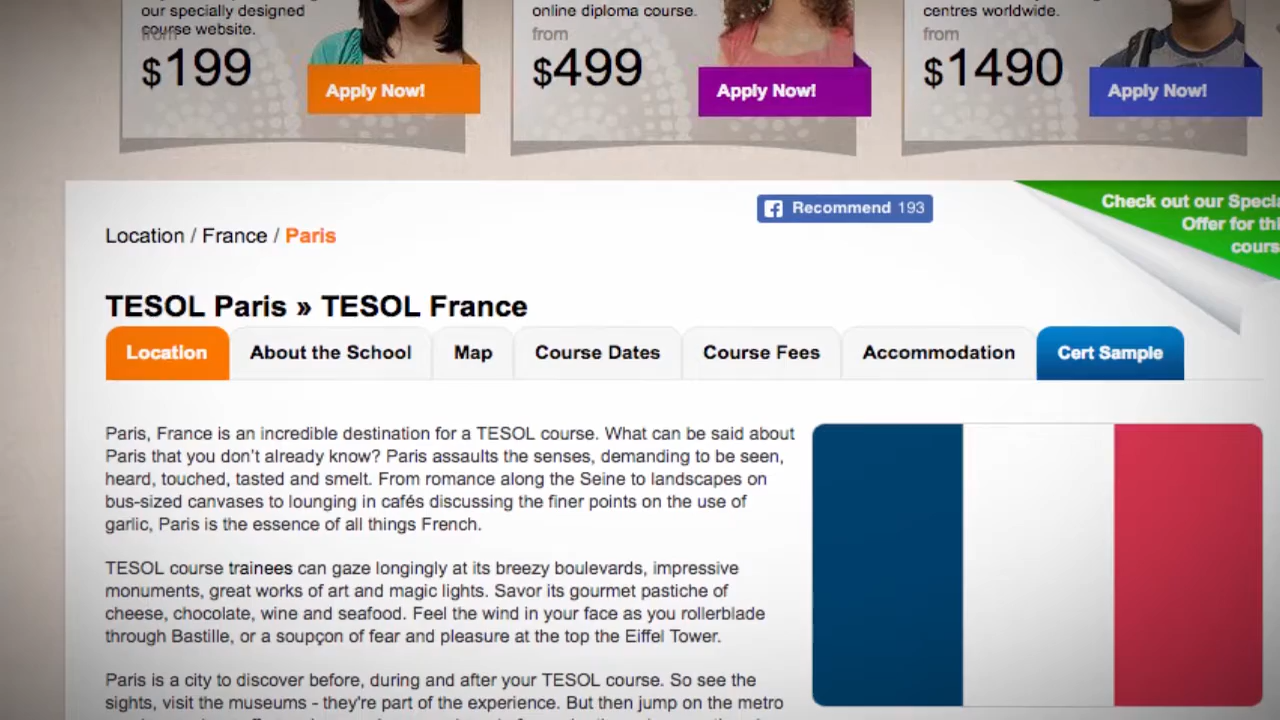 our specially designed
course website.
from
$199
Apply Now!
online diploma course.
from
$499
Apply Now!
centres worldwide.
from
$1490
Apply Now!
Recommend 193
Check out our Specia
Offer for thi
cours
Location / France / Paris
TESOL Paris » TESOL France
Location
About the School
Map
Course Dates
Course Fees
Accommodation
Cert Sample
Paris, France is an incredible destination for a TESOL course. What can be said about
Paris that you don't already know? Paris assaults the senses, demanding to be seen,
heard, touched, tasted and smelt. From romance along the Seine to landscapes on
bus-sized canvases to lounging in cafés discussing the finer points on the use of
garlic, Paris is the essence of all things French.
TESOL course trainees can gaze longingly at its breezy boulevards, impressive
monuments, great works of art and magic lights. Savor its gourmet pastiche of
cheese, chocolate, wine and seafood. Feel the wind in your face as you rollerblade
through Bastille, or a soupçon of fear and pleasure at the top the Eiffel Tower.
Paris is a city to discover before, during and after your TESOL course. So see the
sights, visit the museums - they're part of the experience. But then jump on the metro